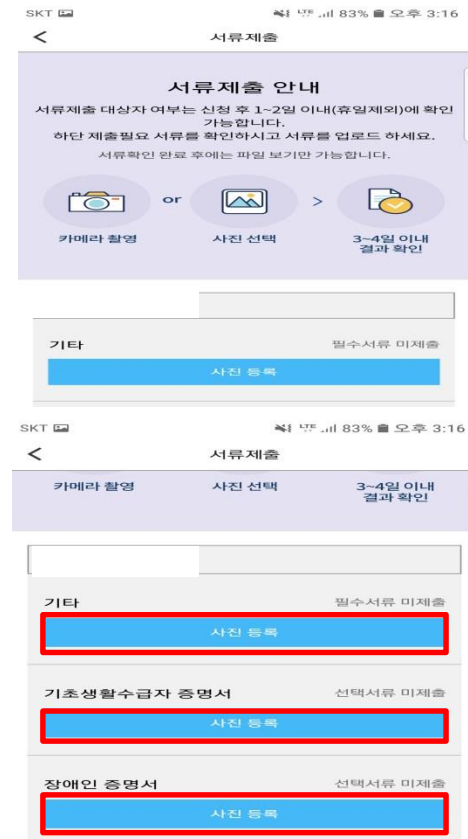 SKT LTE 83% 오후 3:16
< 서류제출
서류제출 안내
서류제출 대상자 여부는 신청 후 1~2일 이내(휴일제외)에 확인
가능합니다.
하단 제출필요 서류를 확인하시고 서류를 업로드 하세요.
서류확인 완료 후에는 파일 보기만 가능합니다.
or >
카메라 촬영 사진 선택 3~4일 이내
결과 확인
기타 필수서류 미제출
사진 등록
SKT LTE 83% 오후 3:16
< 서류제출
카메라 촬영 사진 선택 3~4일 이내
결과 확인
기타 필수서류 미제출
사진 등록
기초생활수급자 증명서 선택서류 미제출
사진 등록
장애인 증명서 선택서류 미제출
사진 등록